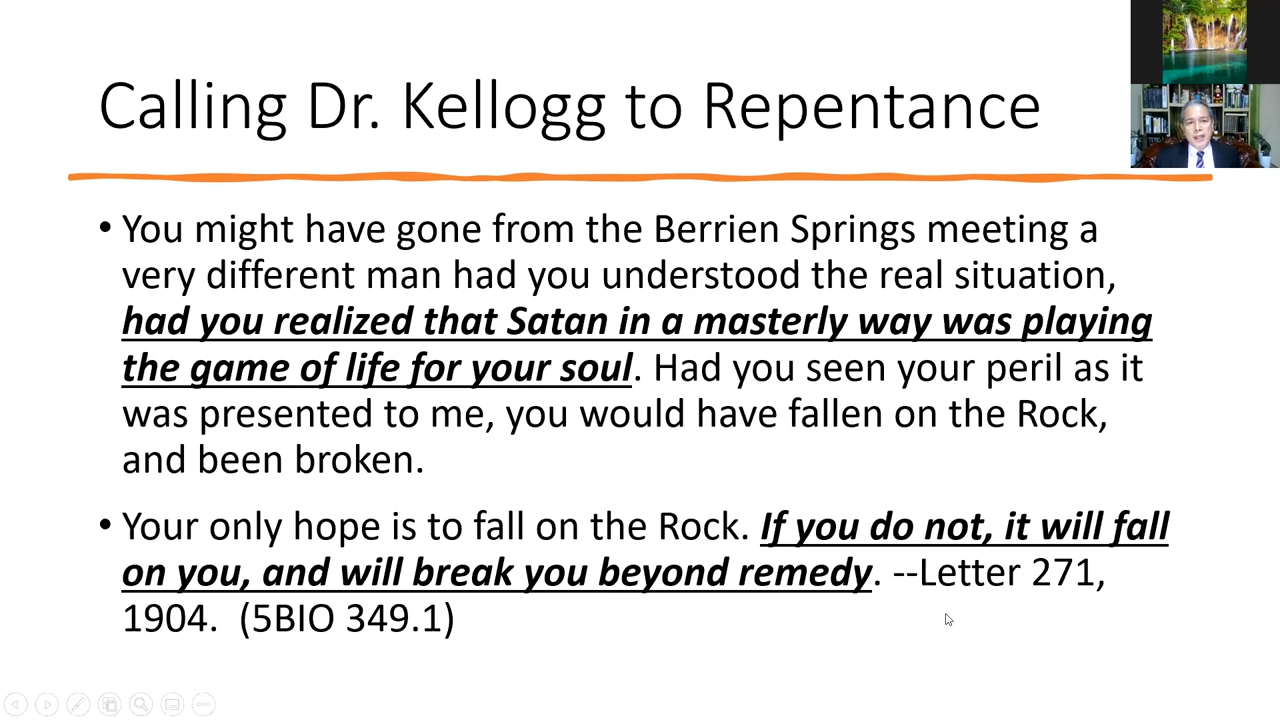 Calling Dr. Kellogg to Repentance
• You might have gone from the Berrien Springs meeting a
very different man had you understood the real situation,
had you realized that Satan in a masterly way was playing
the game of life for your soul. Had you seen your peril as it
was presented to me, you would have fallen on the Rock,
and been broken.
• Your only hope is to fall on the Rock. If you do not, it will fall
on you, and will break you beyond remedy. --Letter 271,
1904.  (5BIO 349.1)